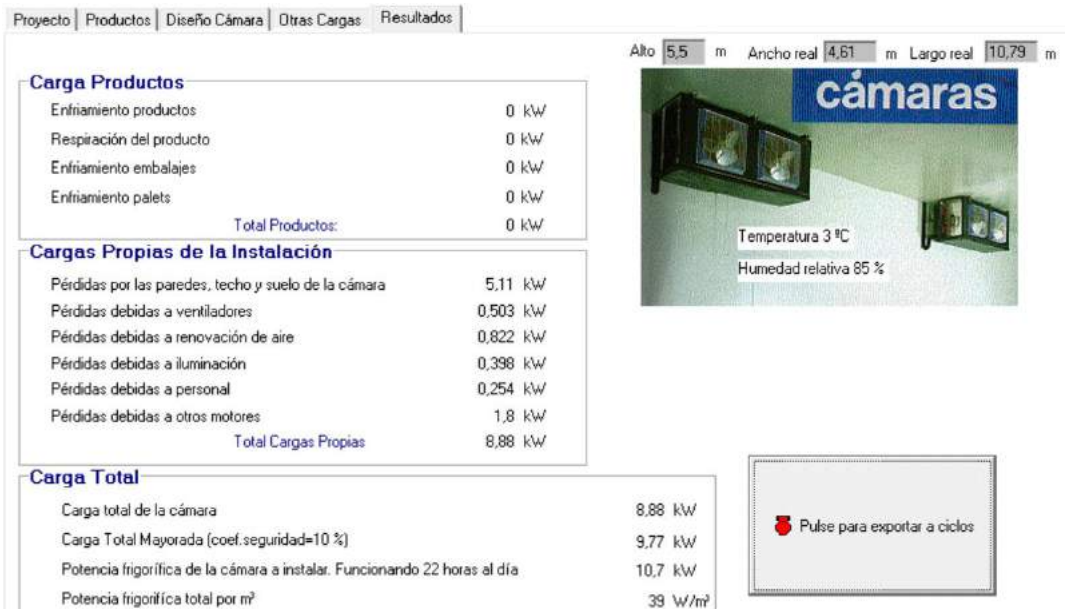 Proyecto Productos Diseño Cámara Otras Cargas Resultados
Alto 5,5 m Ancho real 4,61 m Largo real 10,79 m
Carga Productos
Enfriamiento productos 0 kW
Respiración del producto 0 kW
Enfriamiento embalajes 0 kW
Enfriamiento palets 0 kW
Total Productos: 0 kW
cámaras
Temperatura 3 ºC
Humedad relativa 85 %
Cargas Propias de la Instalación
Pérdidas por las paredes, techo y suelo de la cámara 5,11 kW
Pérdidas debidas a ventiladores 0,503 kW
Pérdidas debidas a renovación de aire 0,822 kW
Pérdidas debidas a iluminación 0,398 kW
Pérdidas debidas a personal 0,254 kW
Pérdidas debidas a otros motores 1,8 kW
Total Cargas Propias 8,88 kW
Carga Total
Carga total de la cámara 8,88 kW
Carga Total Mayorada (coef.seguridad=10 %) 9,77 kW
Potencia frigorífica de la cámara a instalar. Funcionando 22 horas al día 10,7 kW
Potencia frigorifíca total por m³ 39 W/m³
Pulse para exportar a ciclos